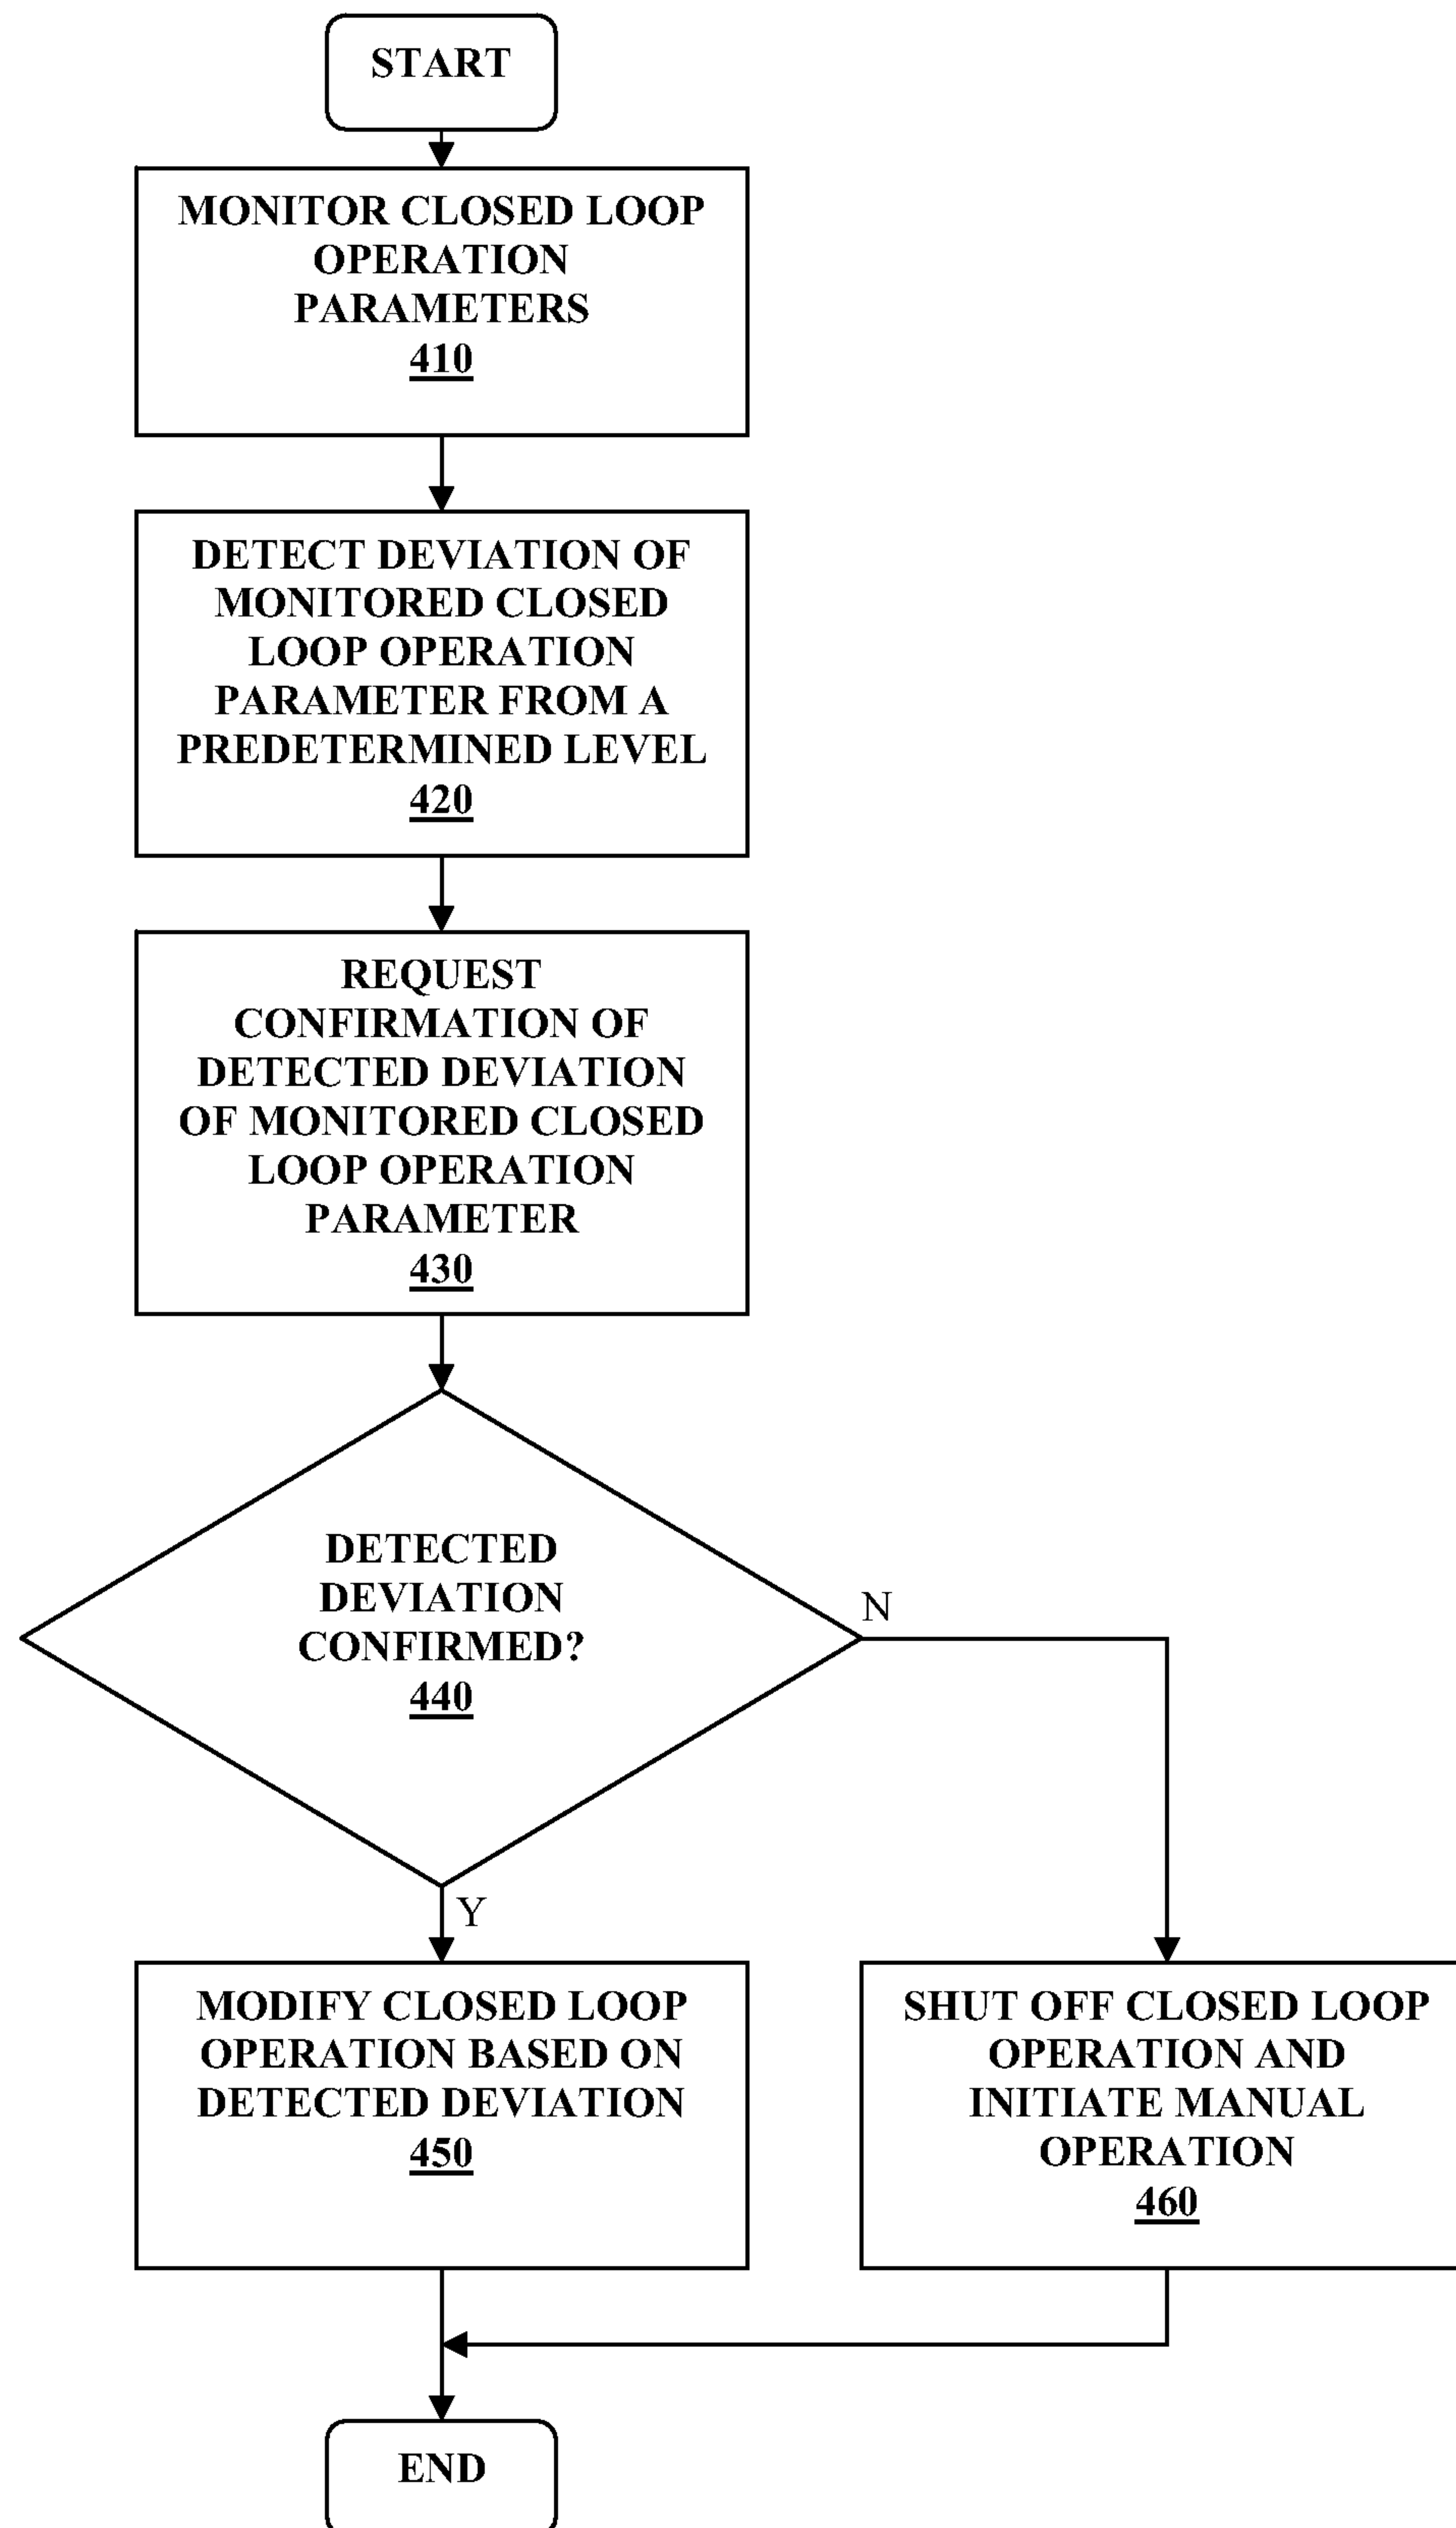 START
MONITOR CLOSED LOOP
OPERATION
PARAMETERS
410
DETECT DEVIATION OF
MONITORED CLOSED
LOOP OPERATION
PARAMETER FROM A
PREDETERMINED LEVEL
420
REQUEST
CONFIRMATION OF
DETECTED DEVIATION
OF MONITORED CLOSED
LOOP OPERATION
PARAMETER
430
DETECTED
DEVIATION
CONFIRMED?
440
N
Y
MODIFY CLOSED LOOP
OPERATION BASED ON
DETECTED DEVIATION
450
SHUT OFF CLOSED LOOP
OPERATION AND
INITIATE MANUAL
OPERATION
460
END